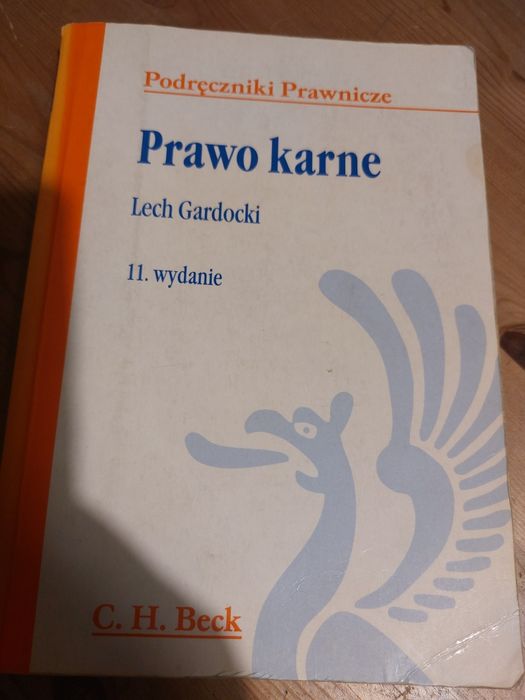 Podręczniki Prawnicze
Prawo karne
Lech Gardocki
11. wydanie
C. H. Beck